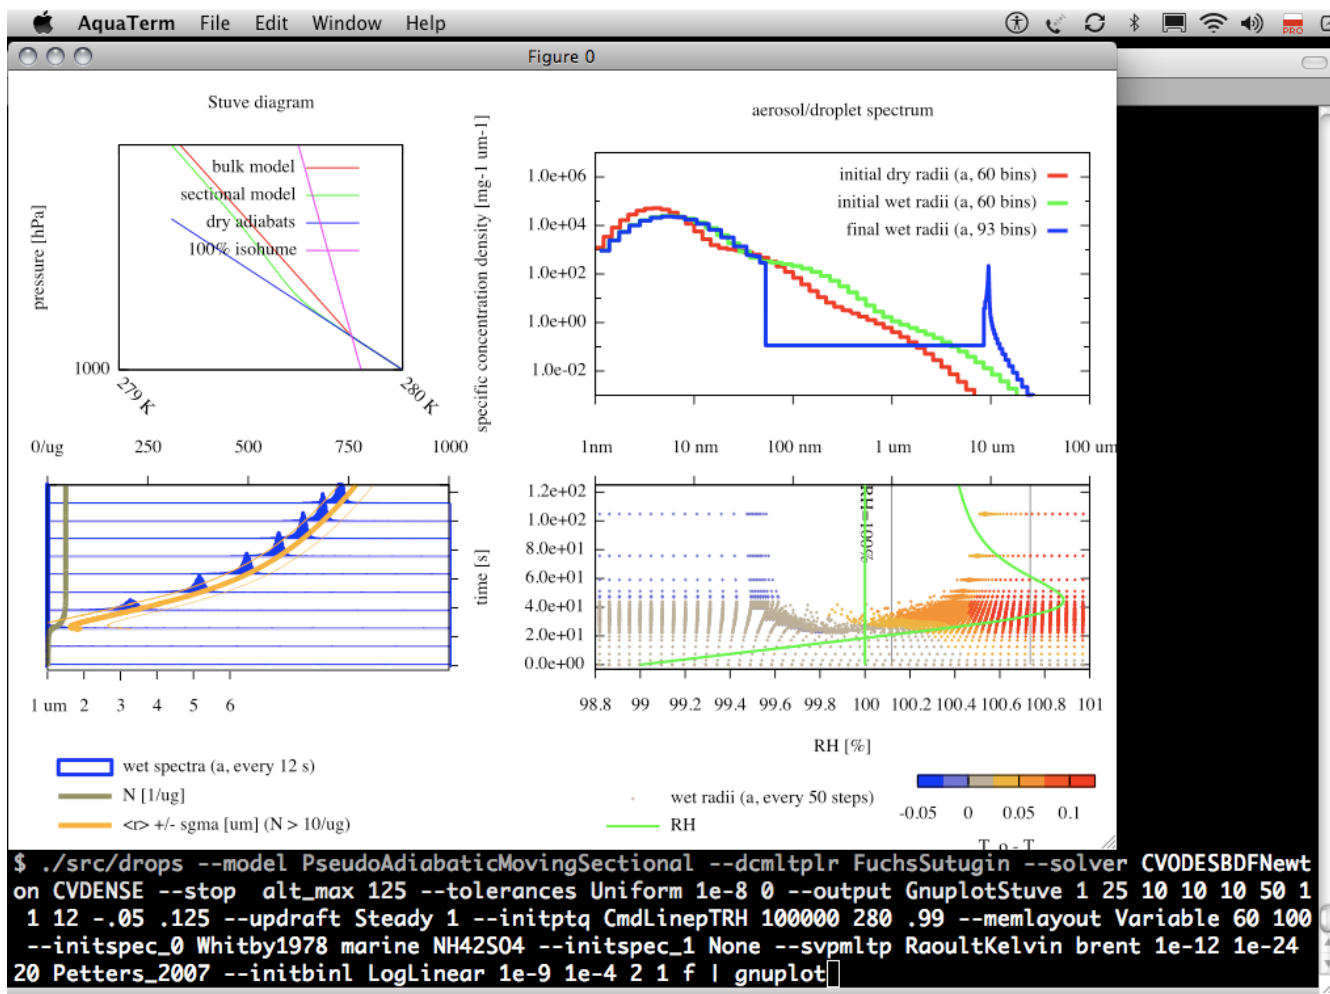 AquaTerm File Edit Window Help
PRO
Figure 0
Stuve diagram
bulk model
sectional model
dry adiabats
100% isohume
pressure [hPa]
1000
279 K
280 K
aerosol/droplet spectrum
specific concentration density [mg-1 um-1]
1.0e+06
1.0e+04
1.0e+02
1.0e+00
1.0e-02
initial dry radii (a, 60 bins)
initial wet radii (a, 60 bins)
final wet radii (a, 93 bins)
1nm 10 nm 100 nm 1 um 10 um 100 um
0/ug 250 500 750 1000
1 um 2 3 4 5 6
wet spectra (a, every 12 s)
N [1/ug]
<r> +/- sgma [um] (N > 10/ug)
time [s]
1.2e+02
1.0e+02
8.0e+01
6.0e+01
4.0e+01
2.0e+01
0.0e+00
RH=100%
98.8 99 99.2 99.4 99.6 99.8 100 100.2 100.4 100.6 100.8 101
RH [%]
wet radii (a, every 50 steps)
RH
-0.05 0 0.05 0.1
$ ./src/drops --model PseudoAdiabaticMovingSectional --dcmltplr FuchsSutugin --solver CVODESBDFNewt
on CVDENSE --stop  alt_max 125 --tolerances Uniform 1e-8 0 --output GnuplotStuve 1 25 10 10 10 50 1
 1 12 -.05 .125 --updraft Steady 1 --initptq CmdLinepTRH 100000 280 .99 --memlayout Variable 60 100
 --initspec_0 Whitby1978 marine NH42SO4 --initspec_1 None --svpmltp RaoultKelvin brent 1e-12 1e-24
20 Petters_2007 --initbinl LogLinear 1e-9 1e-4 2 1 f | gnuplot